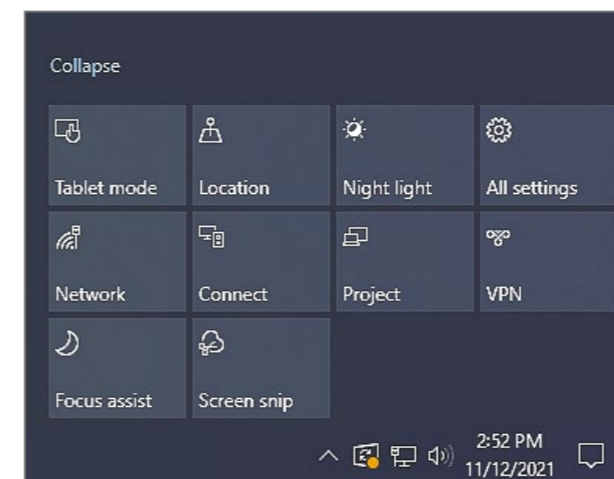 Collapse
Tablet mode Location Night light All settings
Network Connect Project VPN
Focus assist Screen snip
2:52 PM
11/12/2021